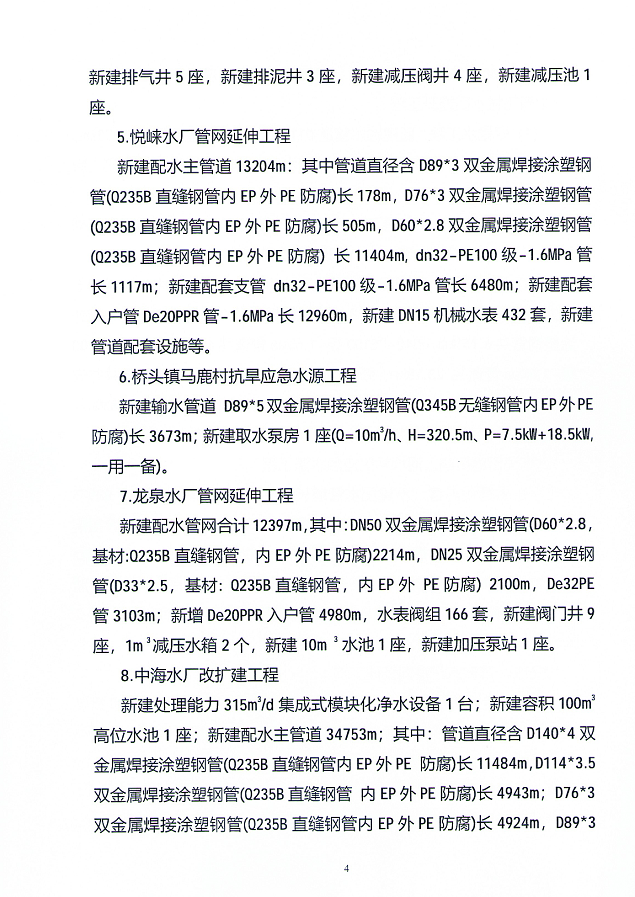 新建排气井 5 座，新建排泥井 3 座，新建减压阀井 4 座，新建减压池 1
座。
5.悦崃水厂管网延伸工程
新建配水主管道 13204m：其中管道直径含 D89*3 双金属焊接涂塑钢
管(Q235B 直缝钢管内 EP 外 PE 防腐)长 178m，D76*3 双金属焊接涂塑钢管
(Q235B 直缝钢管内 EP 外 PE 防腐)长 505m，D60*2.8 双金属焊接涂塑钢管
(Q235B 直缝钢管内 EP 外 PE 防腐) 长 11404m, dn32-PE100 级-1.6MPa 管
长 1117m；新建配套支管 dn32-PE100 级-1.6MPa 管长 6480m；新建配套
入户管 De20PPR 管-1.6MPa 长 12960m，新建 DN15 机械水表 432 套，新建
管道配套设施等。
6.桥头镇马鹿村抗旱应急水源工程
新建输水管道 D89*5 双金属焊接涂塑钢管(Q345B 无缝钢管内 EP 外 PE
防腐)长 3673m；新建取水泵房 1 座(Q=10m³/h、H=320.5m、P=7.5kW+18.5kW,
一用一备)。
7.龙泉水厂管网延伸工程
新建配水管网合计 12397m,其中:DN50 双金属焊接涂塑钢管(D60*2.8，
基材:Q235B 直缝钢管，内 EP 外 PE 防腐)2214m，DN25 双金属焊接涂塑钢
管(D33*2.5，基材：Q235B 直缝钢管，内 EP 外 PE 防腐) 2100m，De32PE
管 3103m；新增 De20PPR 入户管 4980m，水表阀组 166 套，新建阀门井 9
座，1m ³减压水箱 2 个，新建 10m ³ 水池 1 座，新建加压泵站 1 座。
8.中海水厂改扩建工程
新建处理能力 315m³/d 集成式模块化净水设备 1 台；新建容积 100m³
高位水池 1 座；新建配水主管道 34753m；其中：管道直径含 D140*4 双
金属焊接涂塑钢管(Q235B 直缝钢管内 EP 外 PE 防腐)长 11484m,D114*3.5
双金属焊接涂塑钢管(Q235B 直缝钢管 内 EP 外 PE 防腐)长 4943m；D76*3
双金属焊接涂塑钢管(Q235B 直缝钢管内 EP 外 PE 防腐)长 4924m，D89*3
4